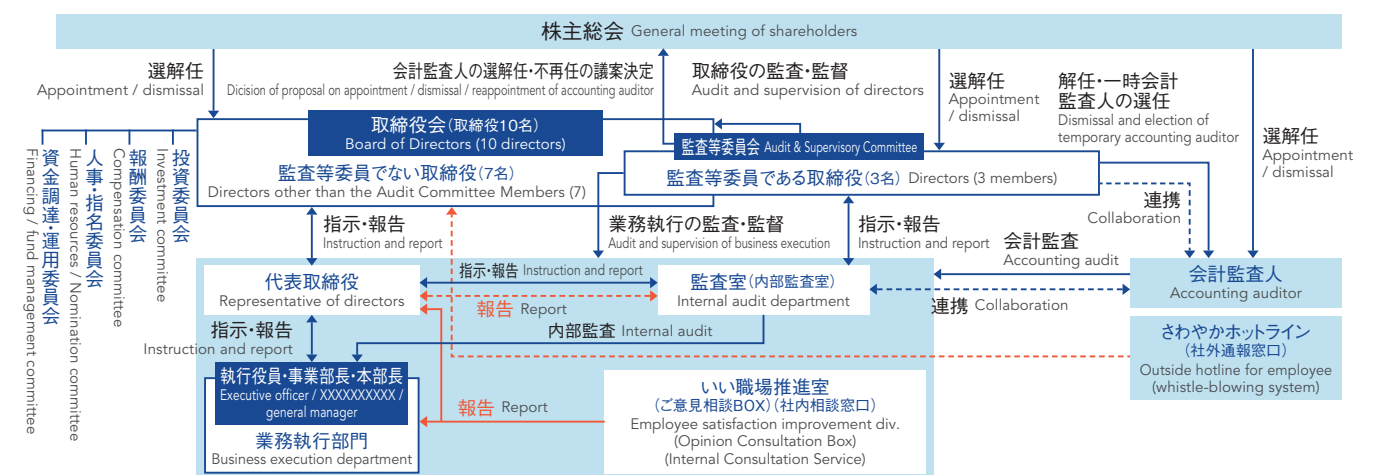 株主総会 General meeting of shareholders
選解任
Appointment / dismissal
会計監査人の選解任・不再任の議案決定
Dicision of proposal on appointment / dismissal / reappointment of accounting auditor
取締役の監査・監督
Audit and supervision of directors
選解任
Appointment
/ dismissal
解任・一時会計
監査人の選任
Dismissal and election of
temporary accounting auditor
選解任
Appointment
/ dismissal
取締役会(取締役10名)
Board of Directors (10 directors)
監査等委員でない取締役(7名)
Directors other than the Audit Committee Members (7)
監査等委員会 Audit & Supervisory Committee
監査等委員である取締役(3名) Directors (3 members)
投資委員会
Investment committee
報酬委員会
Compensation committee
人事・指名委員会
Human resources / Nomination committee
資金調達・運用委員会
Financing / fund management committee
指示・報告
Instruction and report
業務執行の監査・監督
Audit and supervision of business execution
指示・報告
Instruction and report
連携
Collaboration
会計監査
Accounting audit
代表取締役
Representative of directors
指示・報告 Instruction and report
報告 Report
監査室(内部監査室)
Internal audit department
連携 Collaboration
会計監査人
Accounting auditor
指示・報告
Instruction and report
内部監査 Internal audit
さわやかホットライン
(社外通報窓口)
Outside hotline for employee
(whistle-blowing system)
執行役員・事業部長・本部長
Executive officer / XXXXXXXXXX /
general manager
業務執行部門
Business execution department
報告 Report
いい職場推進室
(ご意見相談BOX)(社内相談窓口)
Employee satisfaction improvement div.
(Opinion Consultation Box)
(Internal Consultation Service)